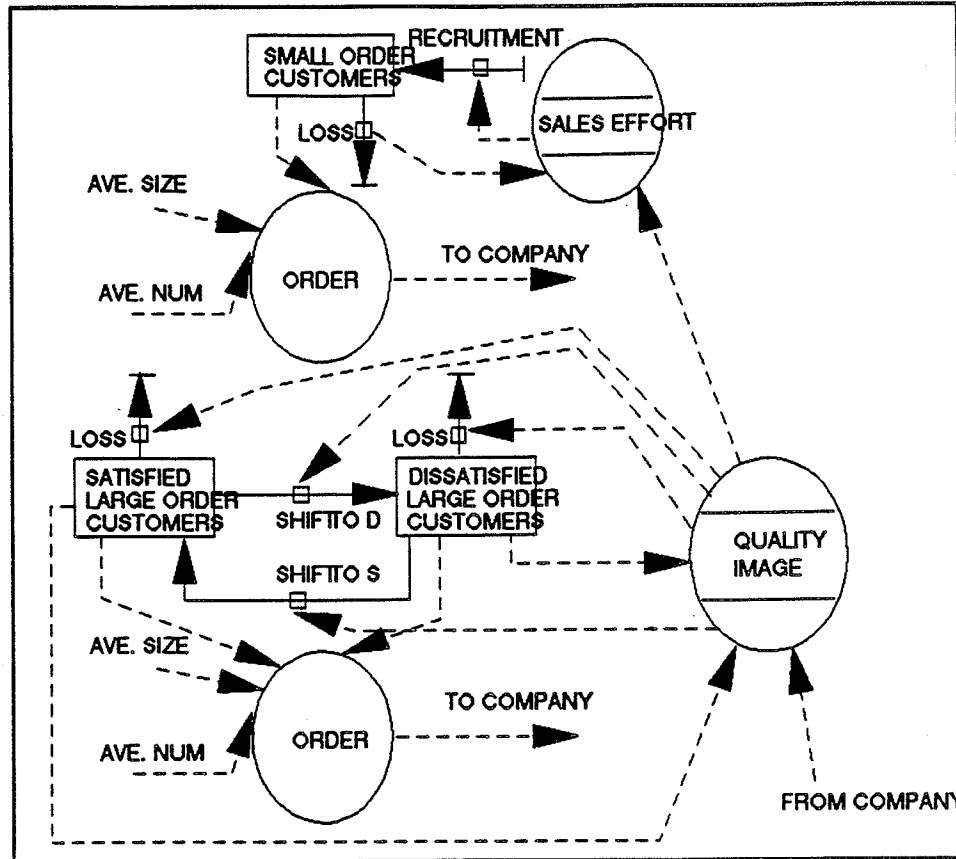 RECRUITMENT
SMALL ORDER
CUSTOMERS
SALES EFFORT
LOSS
AVE. SIZE
TO COMPANY
ORDER
AVE. NUM
LOSS
LOSS
SATISFIED
LARGE ORDER
CUSTOMERS
DISSATISFIED
LARGE ORDER
CUSTOMERS
SHIFTTO D
QUALITY
IMAGE
SHIFTTO S
AVE. SIZE
TO COMPANY
ORDER
AVE. NUM
FROM COMPANY